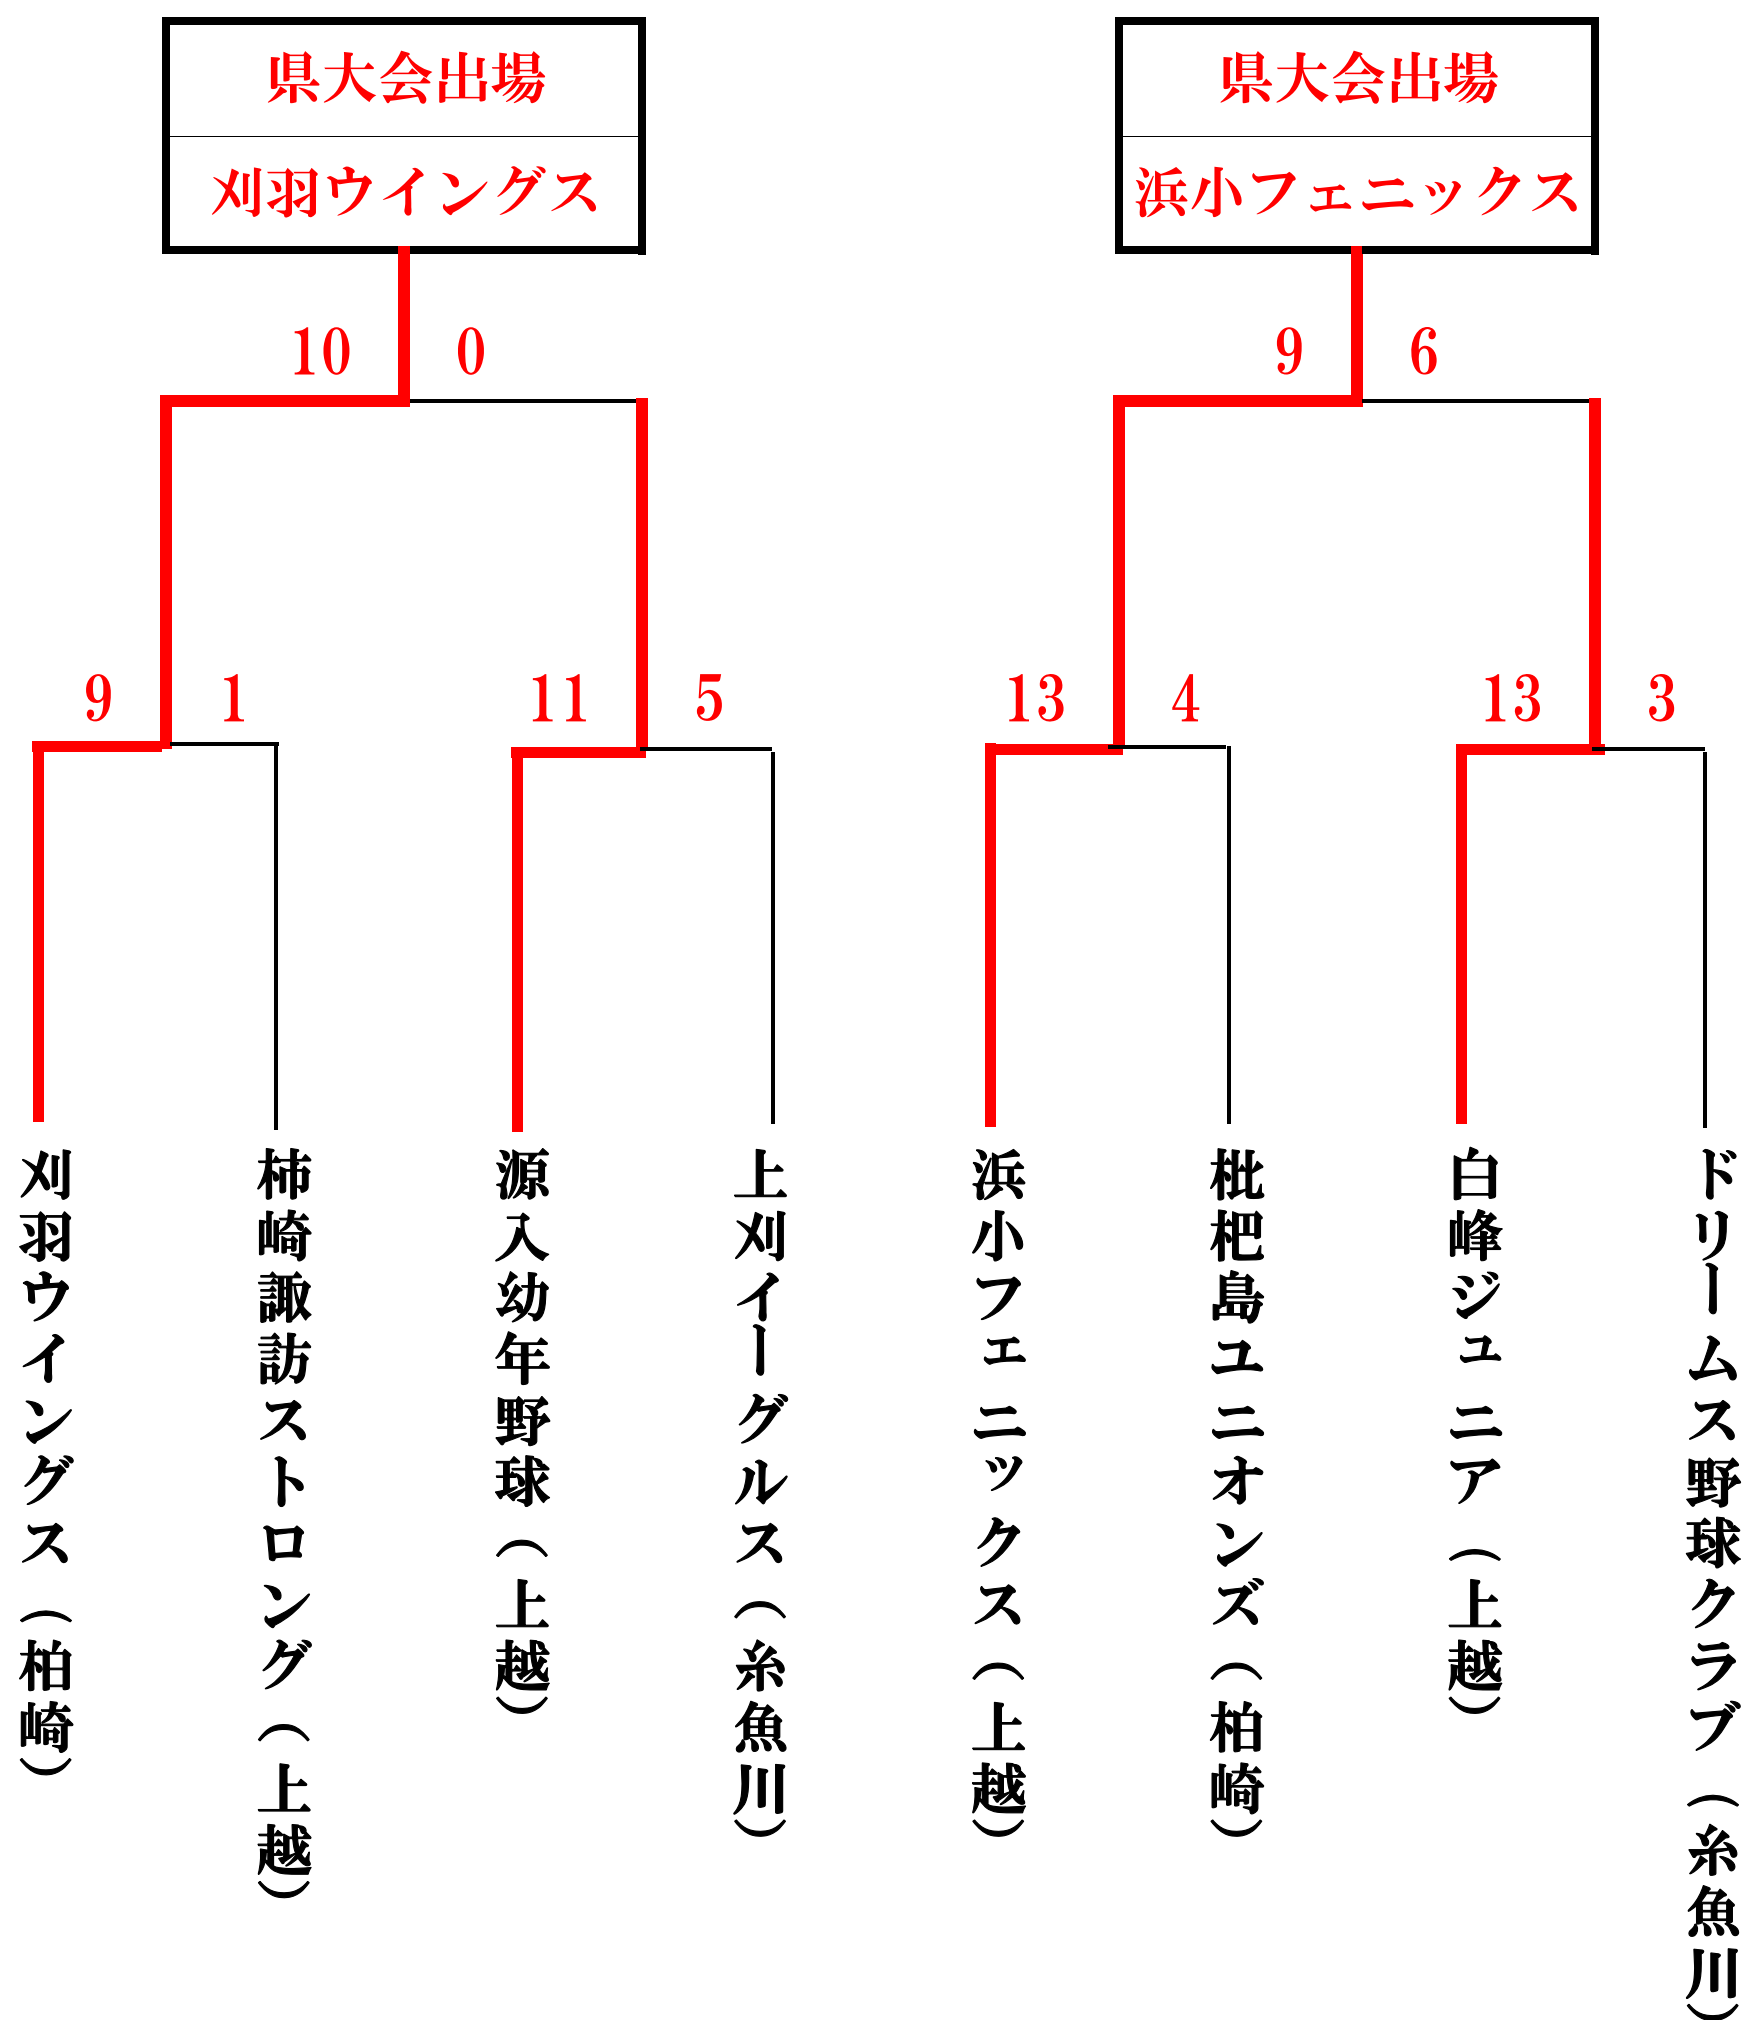 県大会出場
刈羽ウイングス
県大会出場
浜小フェニックス
10 0
9 6
9 1
11 5
13 4
13 3
刈羽ウイングス（柏崎）
柿崎諏訪ストロング（上越）
源入幼年野球（上越）
上刈イーグルス（糸魚川）
浜小フェニックス（上越）
枇杷島ユニオンズ（柏崎）
白峰ジュニア（上越）
ドリームス野球クラブ（糸魚川）